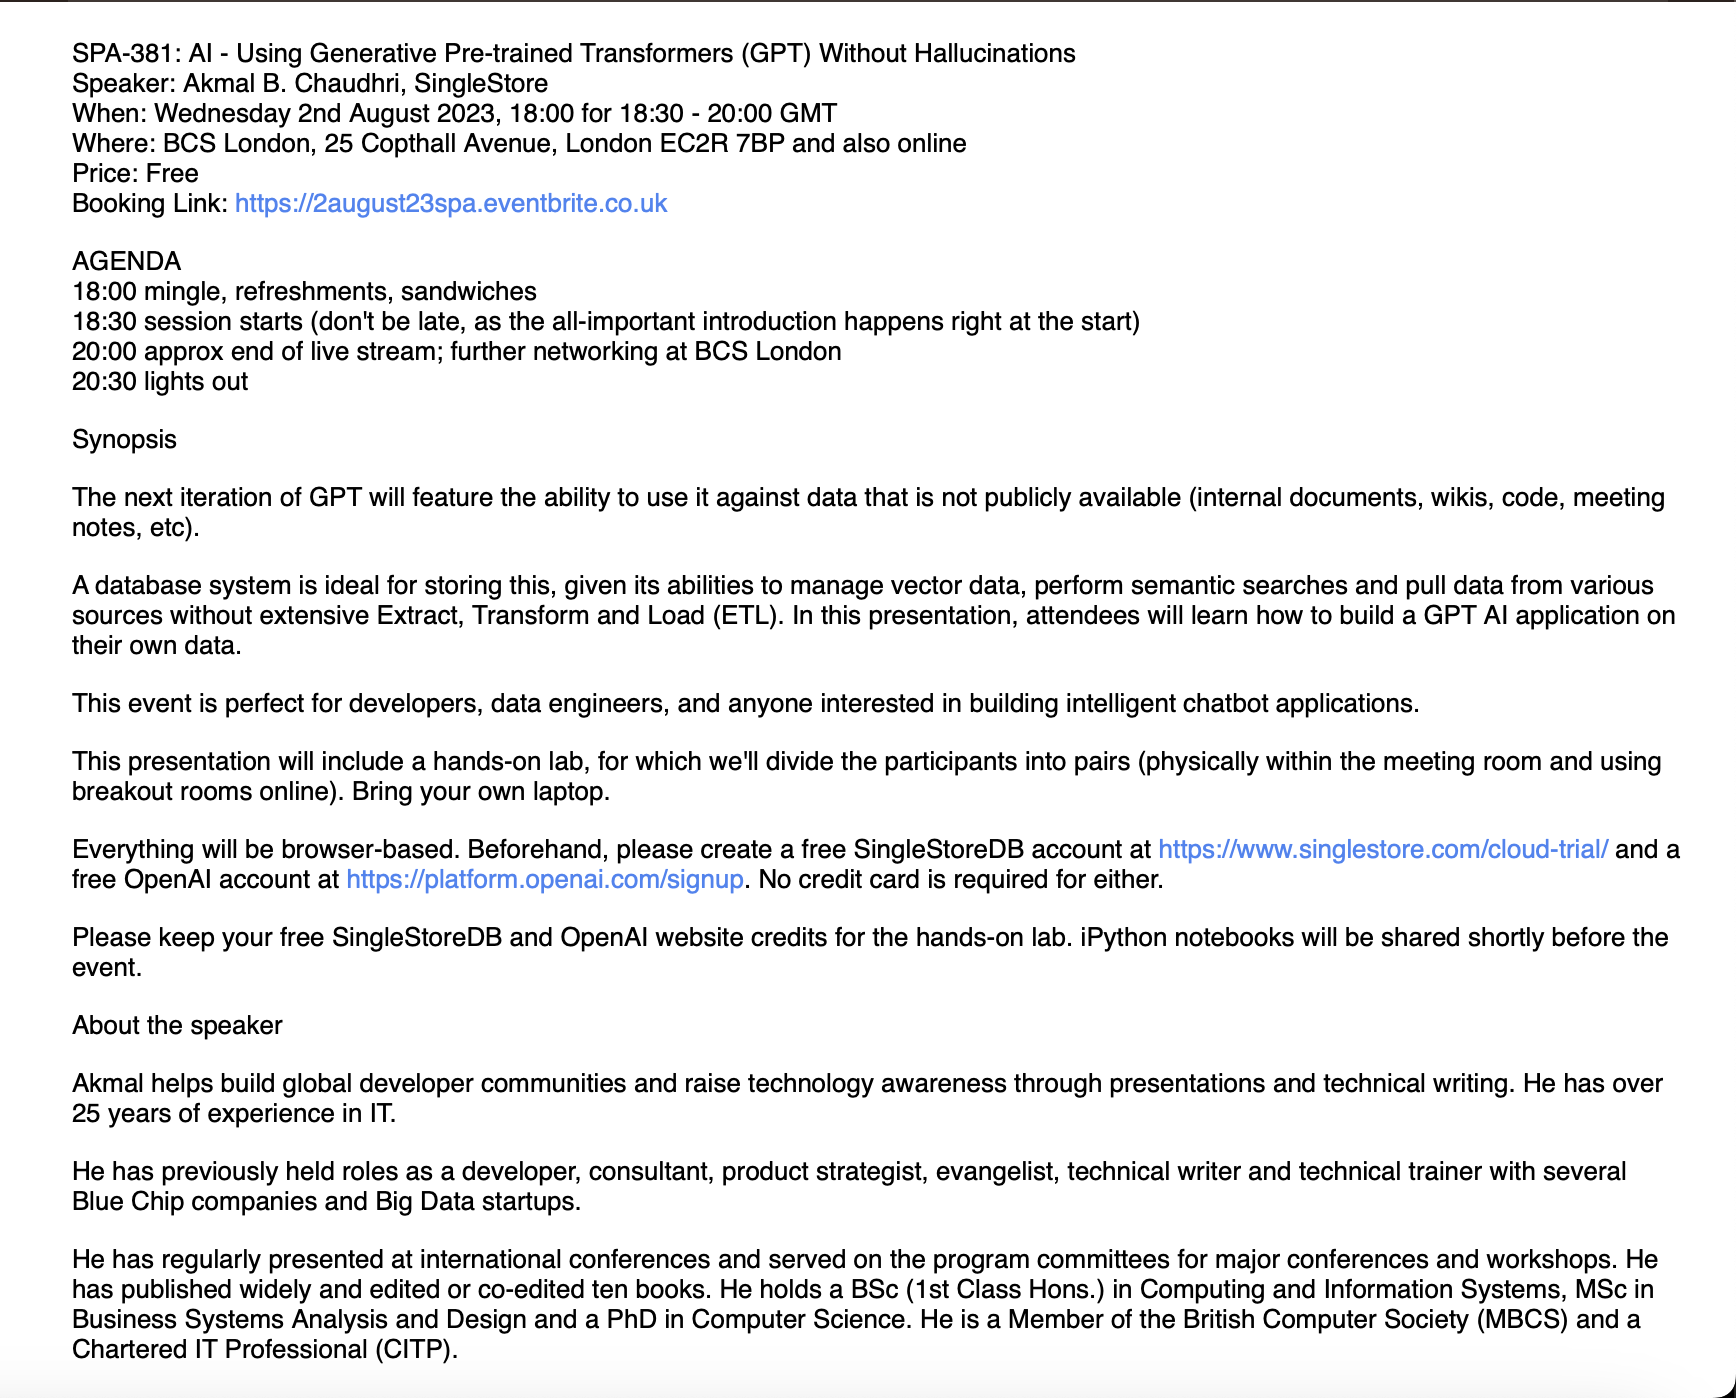 SPA-381: AI - Using Generative Pre-trained Transformers (GPT) Without Hallucinations
Speaker: Akmal B. Chaudhri, SingleStore
When: Wednesday 2nd August 2023, 18:00 for 18:30 - 20:00 GMT
Where: BCS London, 25 Copthall Avenue, London EC2R 7BP and also online
Price: Free
Booking Link: https://2august23spa.eventbrite.co.uk
AGENDA
18:00 mingle, refreshments, sandwiches
18:30 session starts (don't be late, as the all-important introduction happens right at the start)
20:00 approx end of live stream; further networking at BCS London
20:30 lights out
Synopsis
The next iteration of GPT will feature the ability to use it against data that is not publicly available (internal documents, wikis, code, meeting
notes, etc).
A database system is ideal for storing this, given its abilities to manage vector data, perform semantic searches and pull data from various
sources without extensive Extract, Transform and Load (ETL). In this presentation, attendees will learn how to build a GPT AI application on
their own data.
This event is perfect for developers, data engineers, and anyone interested in building intelligent chatbot applications.
This presentation will include a hands-on lab, for which we'll divide the participants into pairs (physically within the meeting room and using
breakout rooms online). Bring your own laptop.
Everything will be browser-based. Beforehand, please create a free SingleStoreDB account at https://www.singlestore.com/cloud-trial/ and a
free OpenAI account at https://platform.openai.com/signup. No credit card is required for either.
Please keep your free SingleStoreDB and OpenAI website credits for the hands-on lab. iPython notebooks will be shared shortly before the
event.
About the speaker
Akmal helps build global developer communities and raise technology awareness through presentations and technical writing. He has over
25 years of experience in IT.
He has previously held roles as a developer, consultant, product strategist, evangelist, technical writer and technical trainer with several
Blue Chip companies and Big Data startups.
He has regularly presented at international conferences and served on the program committees for major conferences and workshops. He
has published widely and edited or co-edited ten books. He holds a BSc (1st Class Hons.) in Computing and Information Systems, MSc in
Business Systems Analysis and Design and a PhD in Computer Science. He is a Member of the British Computer Society (MBCS) and a
Chartered IT Professional (CITP).